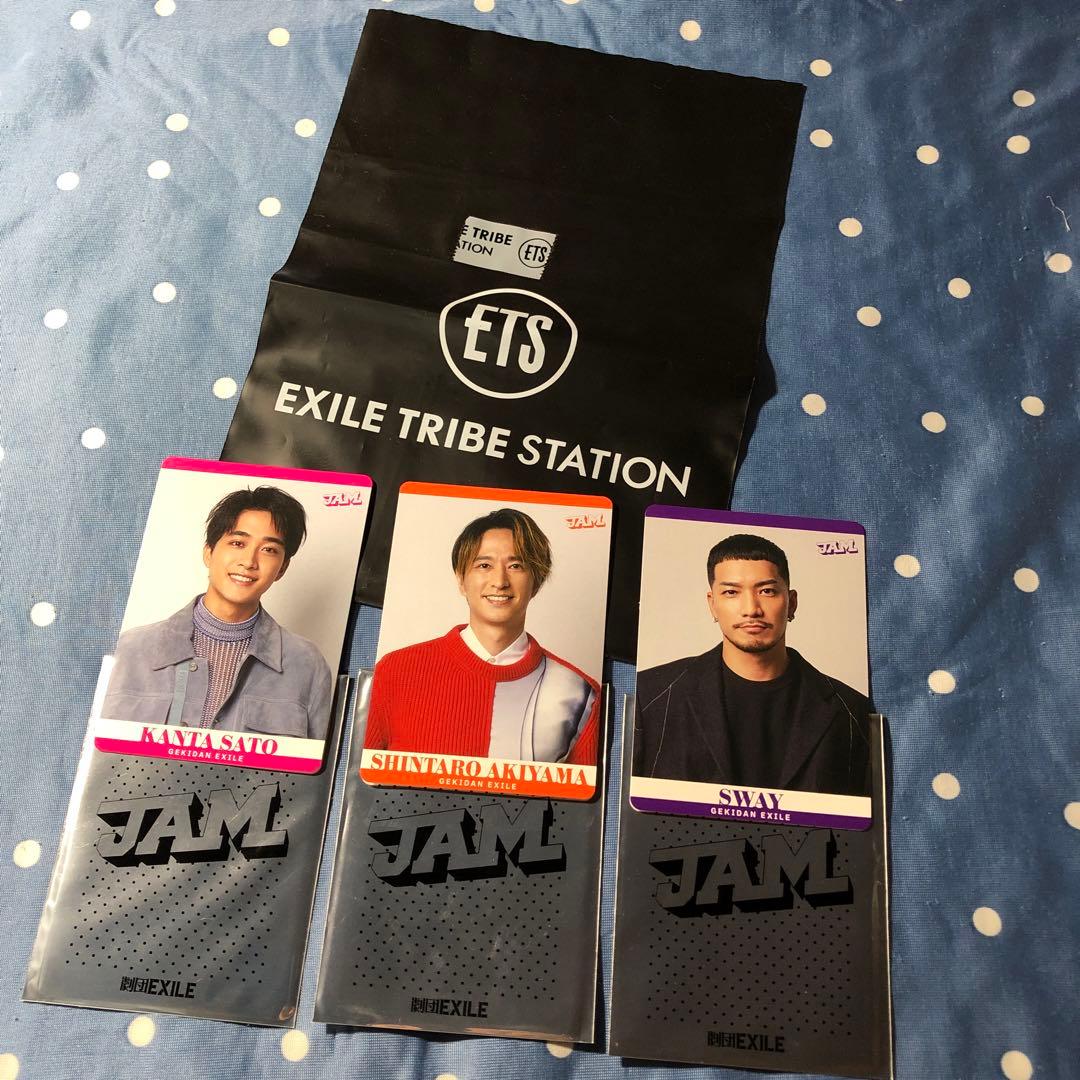 E TRIBE
ATION
ETS
ETS
EXILE TRIBE STATION
JAM
KANTA SATO
GEKIDAN EXILE
JAM
SHINTARO AKIYAMA
GEKIDAN EXILE
JAM
SWAY
GEKIDAN EXILE
JAM
劇団EXILE
JAM
劇団EXILE
JAM
劇団EXILE